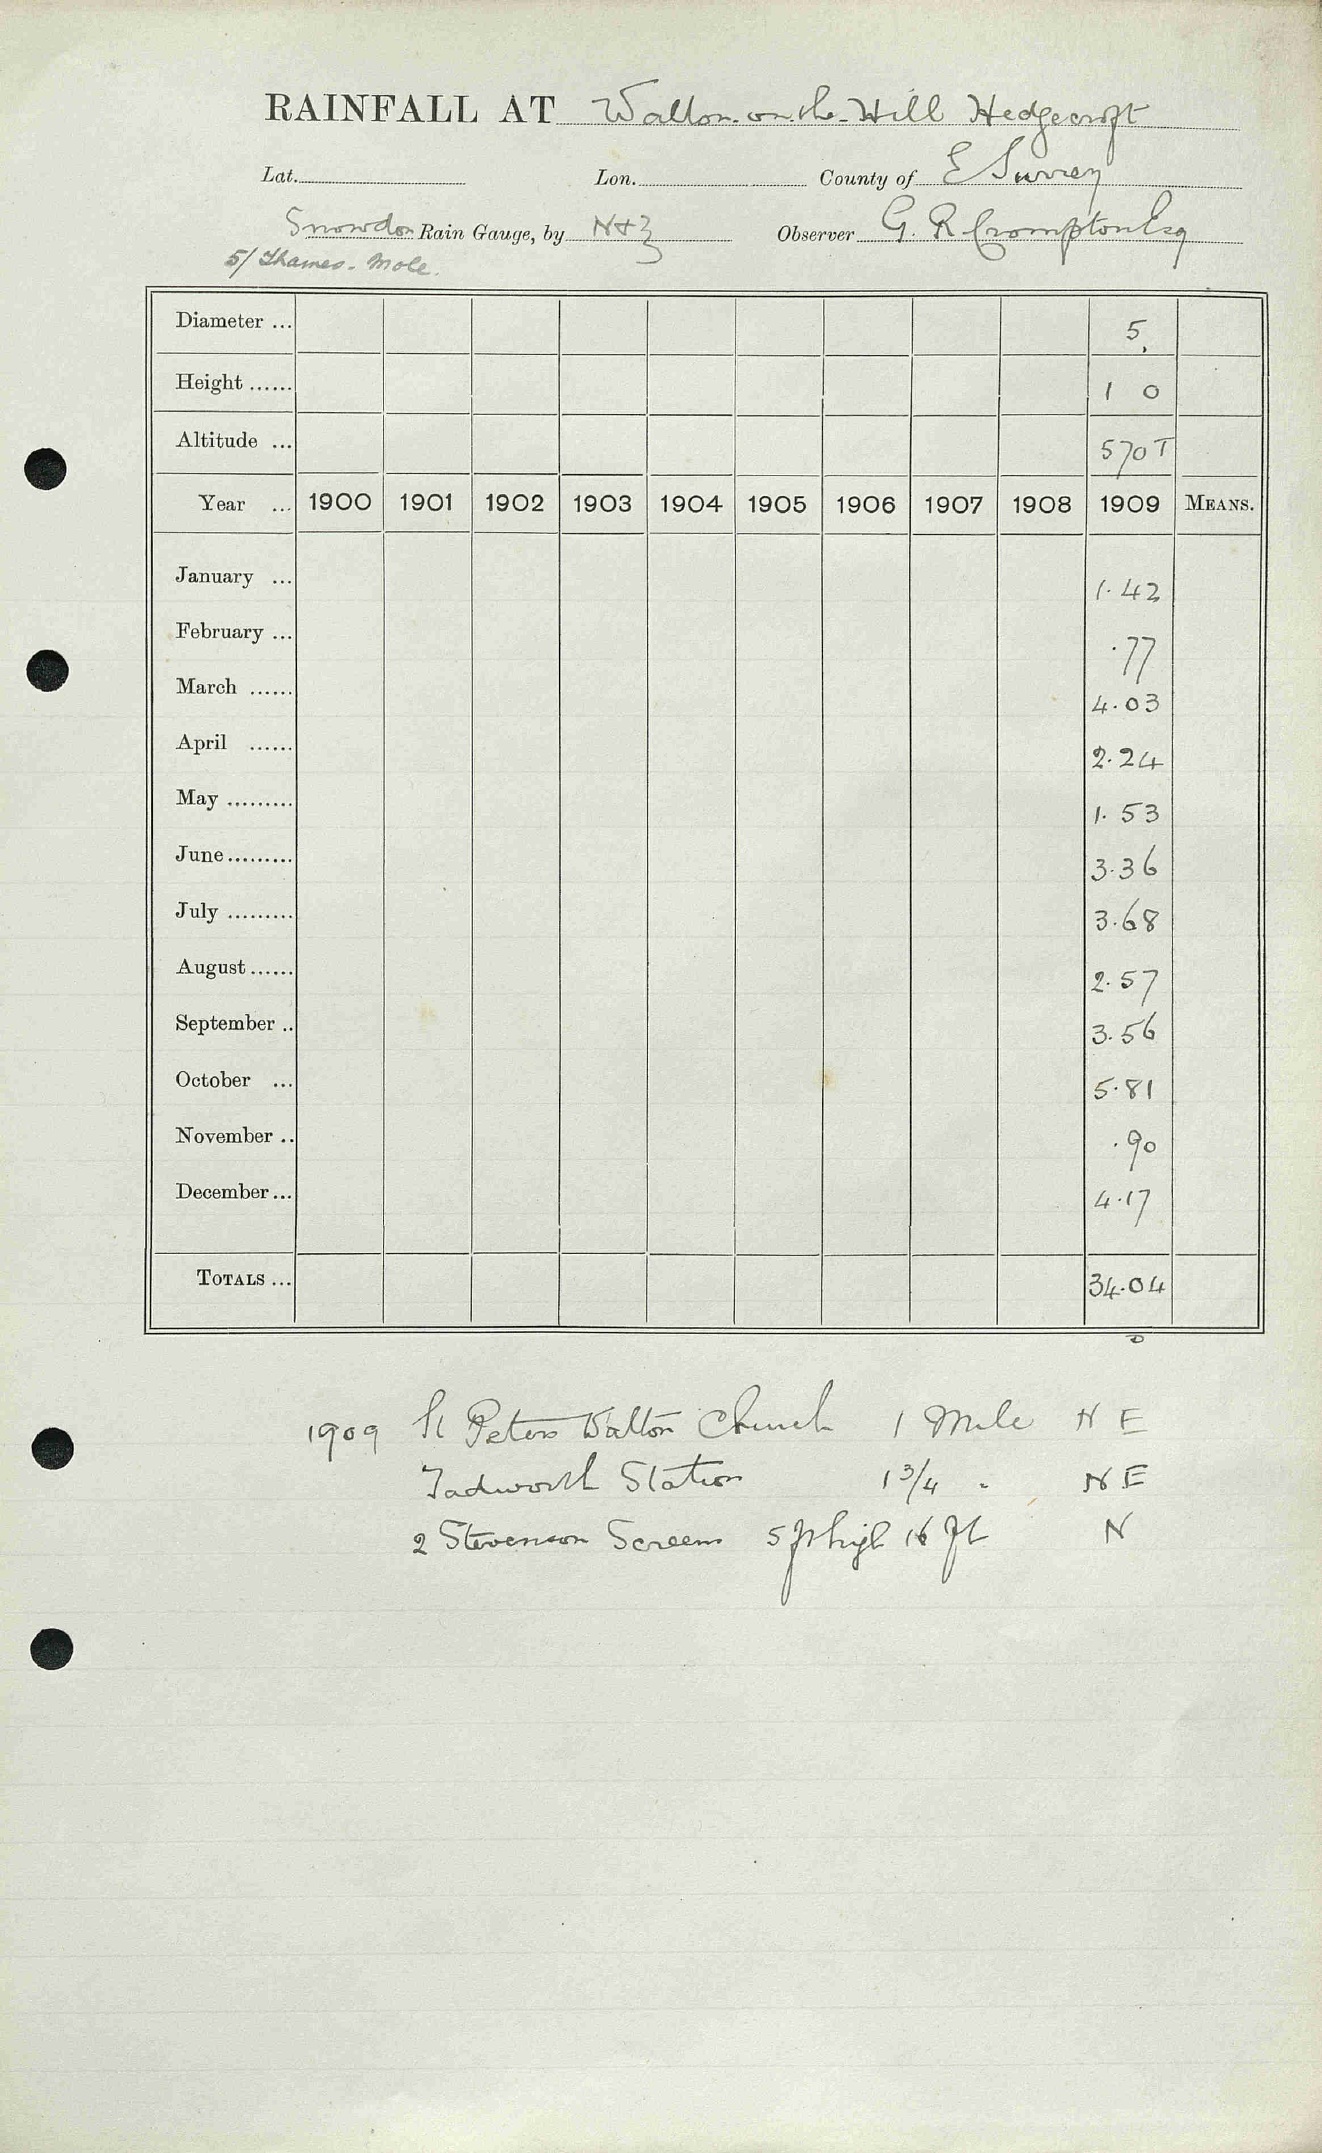 RAINFALL AT Walton-on-the-Hill Hedgecroft
Lat. Lon. County of E Surrey
Snowdon Rain Gauge, by N+Z Observer G. R Crompton Esq
5/ Thames - Mole.
Diameter ... 5
Height ...... 1 0
Altitude ... 570 T
Year ... 1900 1901 1902 1903 1904 1905 1906 1907 1908 1909 MEANS.
January ... 1.42
February ... .77
March ...... 4.03
April ...... 2.24
May ......... 1.53
June ......... 3.36
July ......... 3.68
August ...... 2.57
September .. 3.56
October ... 5.81
November .. .90
December ... 4.17
TOTALS ... 34.04
1909 St Peters Walton Church 1 Mile N E
Tadworth Station 1 3/4 " N E
2 Stevenson Screens 5 ft high 16 ft N